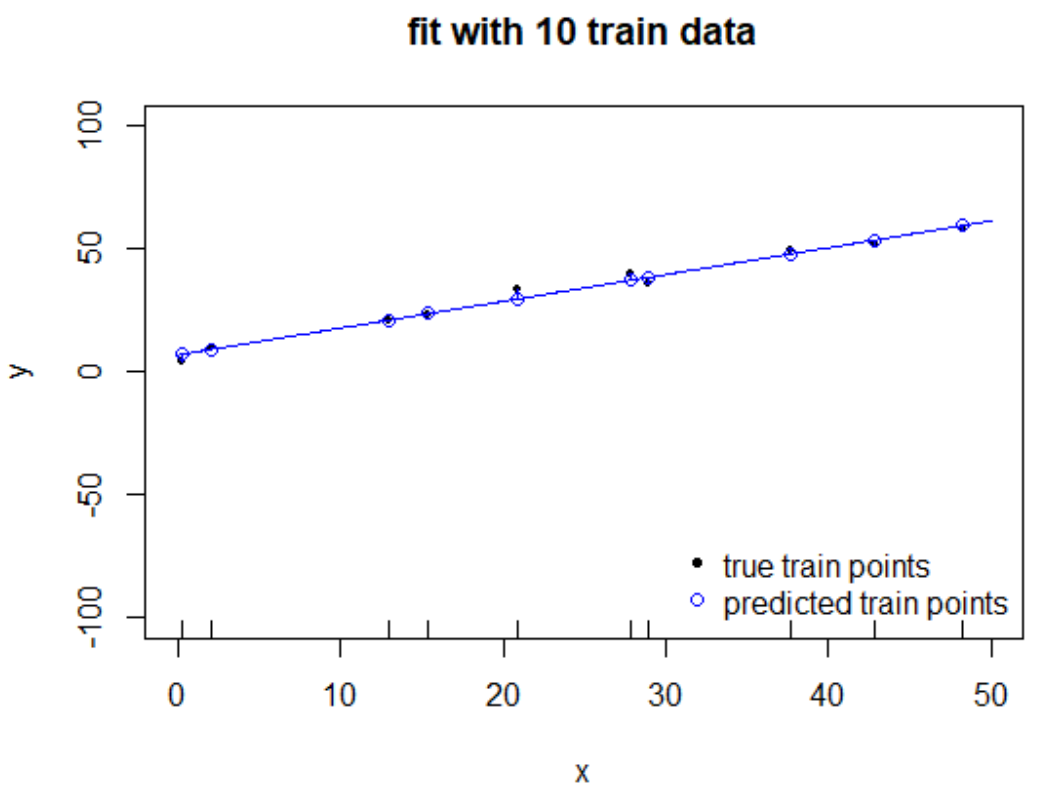 fit with 10 train data
100
50
0
-50
-100
y
true train points
predicted train points
0 10 20 30 40 50
x